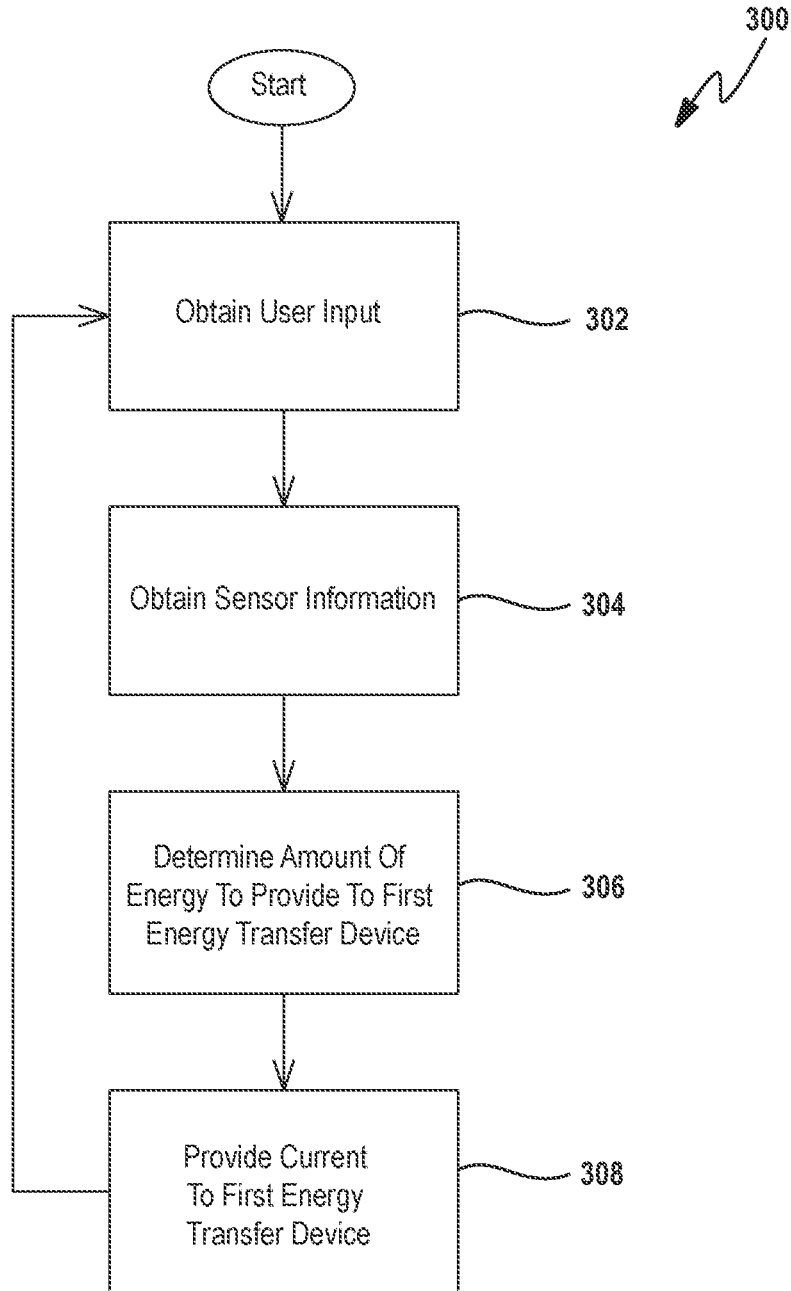 300
Start
Obtain User Input
302
Obtain Sensor Information
304
Determine Amount Of
Energy To Provide To First
Energy Transfer Device
306
Provide Current
To First Energy
Transfer Device
308